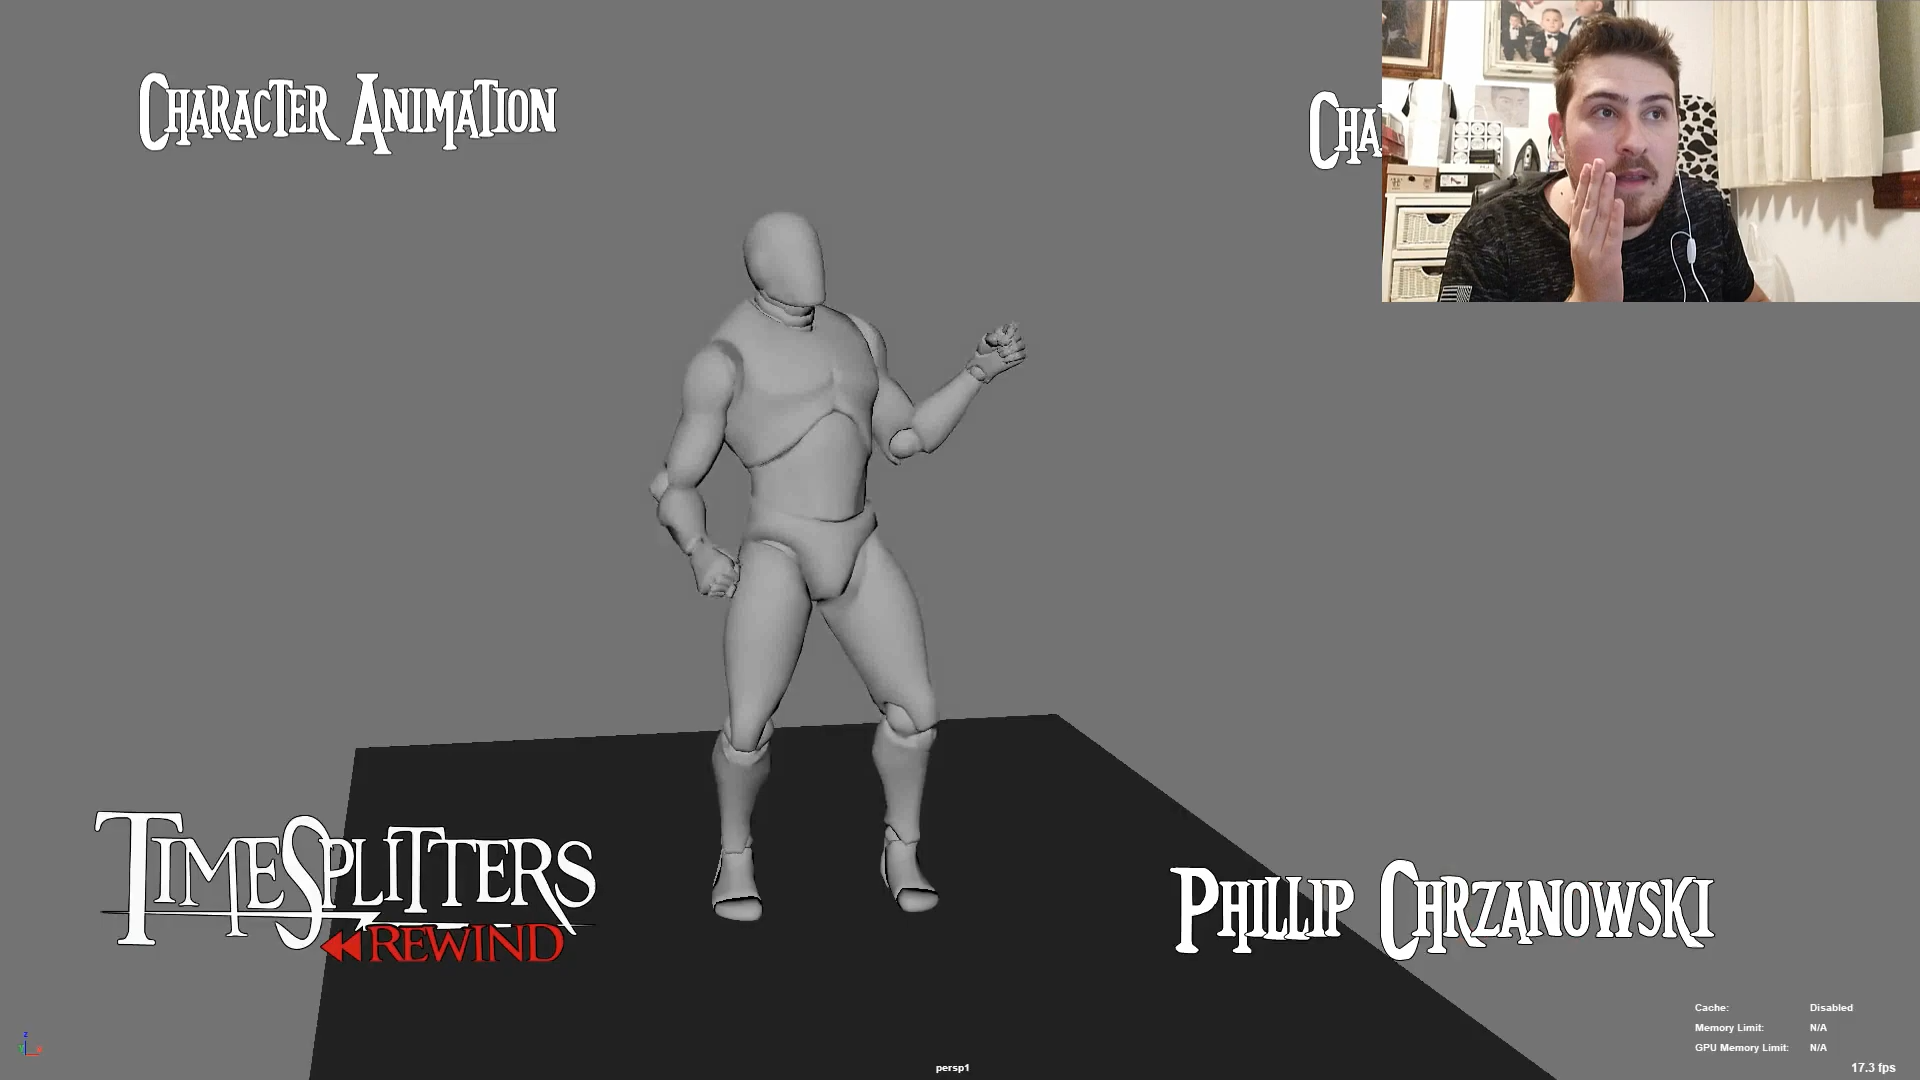 CHARACTER ANIMATION
CHA
TIMESPLITTERS
REWIND
PHILLIP CHRZANOWSKI
Cache: Disabled
Memory Limit: N/A
GPU Memory Limit: N/A
persp1
17.3 fps
z